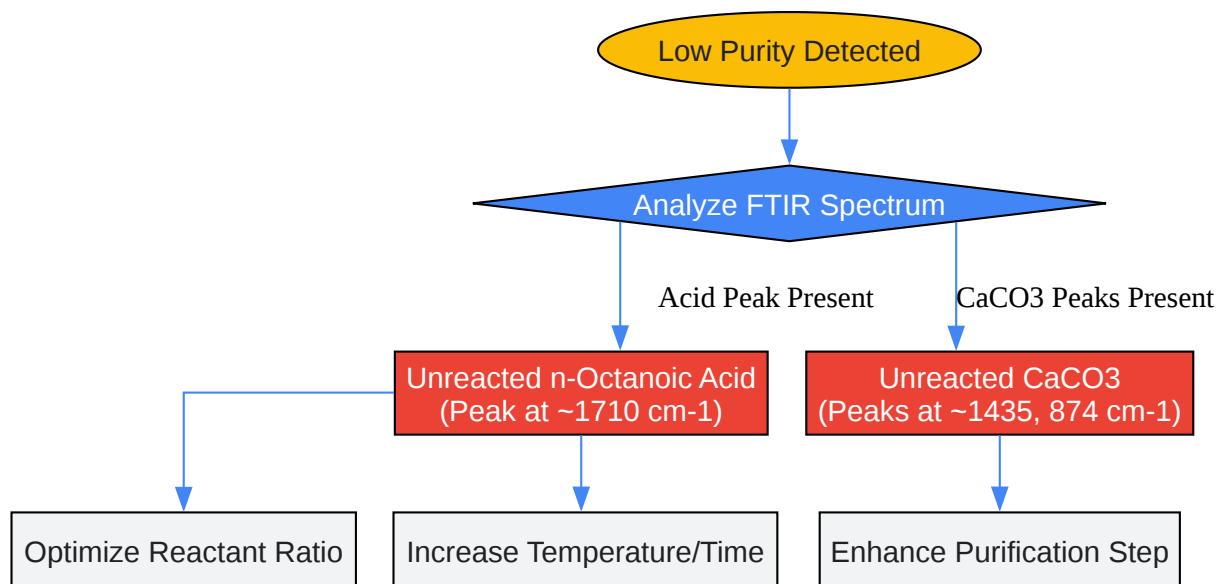 Low Purity Detected
Analyze FTIR Spectrum
Acid Peak Present
CaCO3 Peaks Present
Unreacted n-Octanoic Acid
(Peak at ~1710 cm-1)
Unreacted CaCO3
(Peaks at ~1435, 874 cm-1)
Optimize Reactant Ratio
Increase Temperature/Time
Enhance Purification Step